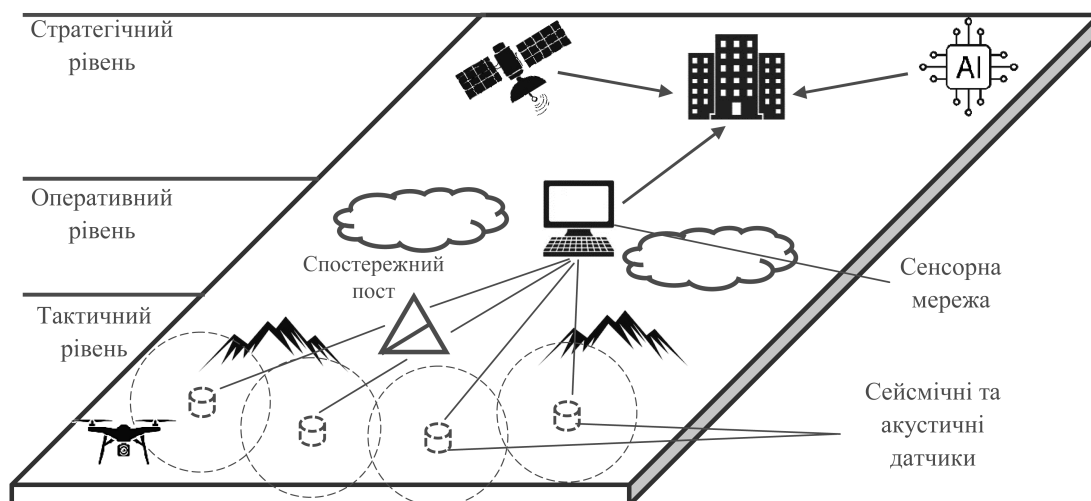 Стратегічний
рівень
AI
Оперативний
рівень
Спостережний
пост
Сенсорна
мережа
Тактичний
рівень
Сейсмічні та
акустичні
датчики